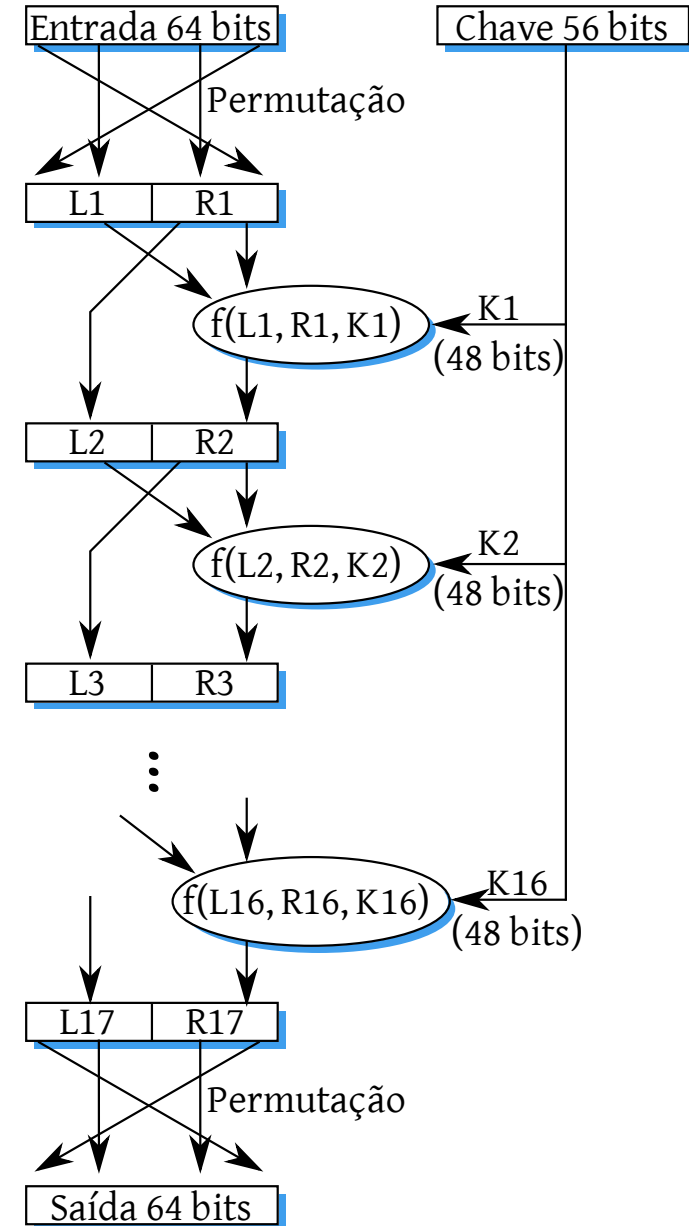 Entrada 64 bits
Chave 56 bits
Permutação
L1
R1
f(L1, R1, K1)
K1
(48 bits)
L2
R2
f(L2, R2, K2)
K2
(48 bits)
L3
R3
...
f(L16, R16, K16)
K16
(48 bits)
L17
R17
Permutação
Saída 64 bits